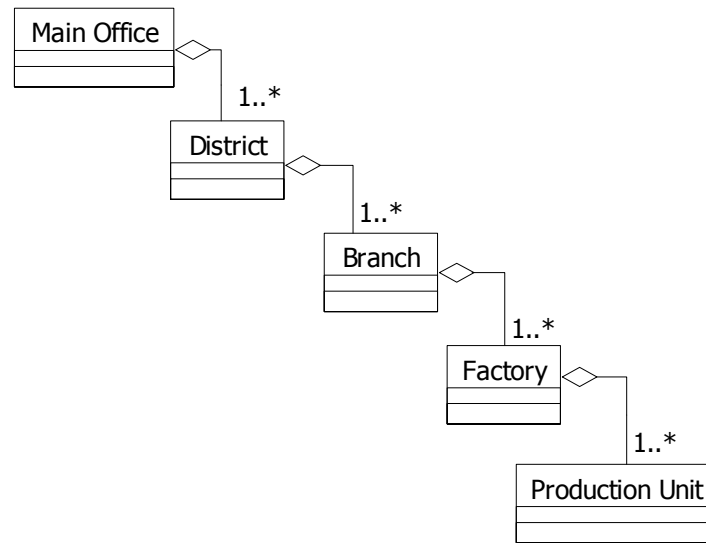 Main Office
1..*
District
1..*
Branch
1..*
Factory
1..*
Production Unit